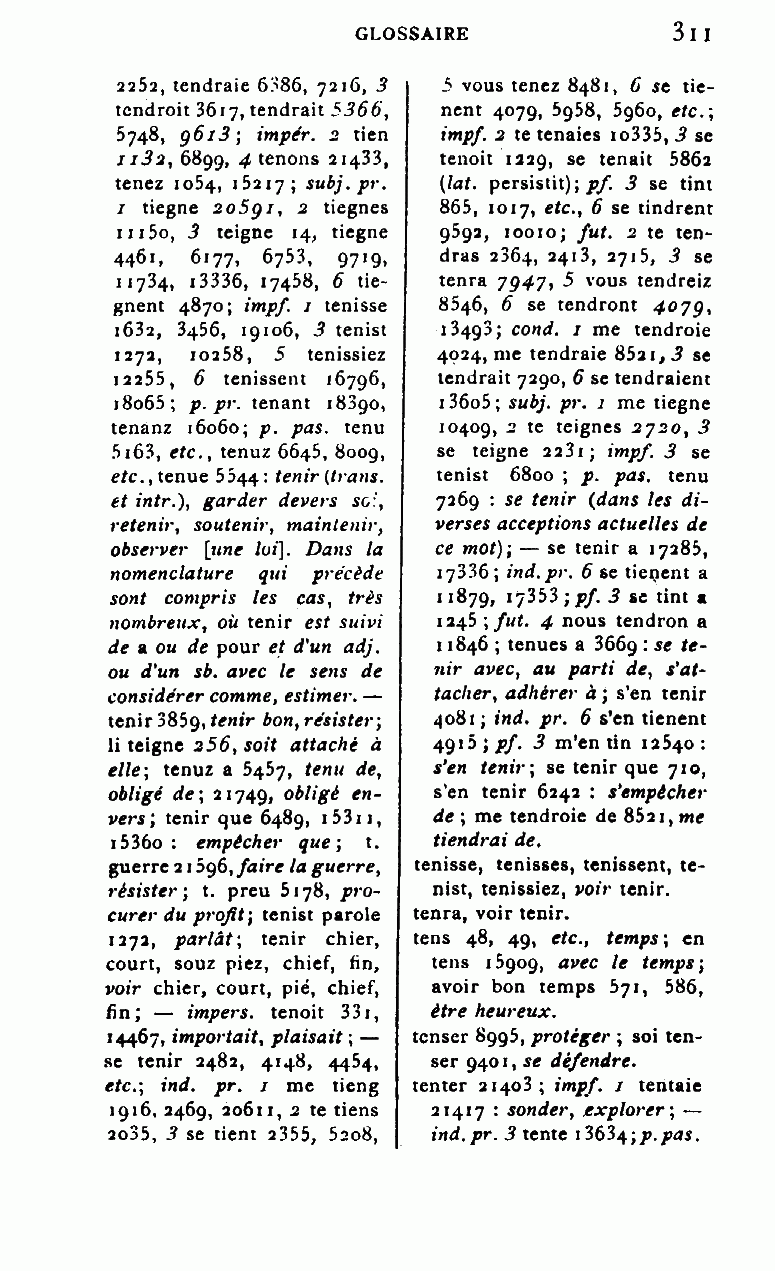 GLOSSAIRE 311
2252, tendraie 6386, 7216, 3
tendroit 3617, tendrait 5366,
5748, 9613; impér. 2 tien
1132, 6899, 4 tenons 21433,
tenez 1054, 15217; subj. pr.
1 tiegne 20591, 2 tiegnes
11150, 3 teigne 14, tiegne
4461, 6177, 6753, 9719,
11734, 13336, 17458, 6 tie-
gnent 4870; impf. 1 tenisse
1632, 3456, 19106, 3 tenist
1272, 10258, 5 tenissiez
12255, 6 tenissent 16796,
18065; p. pr. tenant 18390,
tenanz 16060; p. pas. tenu
5163, etc., tenuz 6645, 8009,
etc., tenue 5544 : tenir (trans.
et intr.), garder devers soi,
retenir, soutenir, maintenir,
observer [une loi]. Dans la
nomenclature qui précède
sont compris les cas, très
nombreux, où tenir est suivi
de a ou de pour et d'un adj.
ou d'un sb. avec le sens de
considérer comme, estimer. —
tenir 3859, tenir bon, résister;
li teigne 256, soit attaché à
elle; tenuz a 5457, tenu de,
obligé de; 21749, obligé en-
vers; tenir que 6489, 15311,
15360 : empêcher que; t.
guerre 21596, faire la guerre,
résister; t. preu 5178, pro-
curer du profit; tenist parole
1272, parlât; tenir chier,
court, souz piez, chief, fin,
voir chier, court, pié, chief,
fin; — impers. tenoit 331,
14467, importait, plaisait; —
se tenir 2482, 4148, 4454,
etc.; ind. pr. 1 me tieng
1916, 2469, 20611, 2 te tiens
2035, 3 se tient 2355, 5208,
5 vous tenez 8481, 6 se tie-
nent 4079, 5958, 5960, etc.;
impf. 2 te tenaies 10335, 3 se
tenoit 1229, se tenait 5862
(lat. persistit); pf. 3 se tint
865, 1017, etc., 6 se tindrent
9592, 10010; fut. 2 te ten-
dras 2364, 2413, 2715, 3 se
tenra 7947, 5 vous tendreiz
8546, 6 se tendront 4079,
13493; cond. 1 me tendroie
4024, me tendraie 8521, 3 se
tendrait 7290, 6 se tendraient
13605; subj. pr. 1 me tiegne
10409, 2 te teignes 2720, 3
se teigne 2231; impf. 3 se
tenist 6800 ; p. pas. tenu
7269 : se tenir (dans les di-
verses acceptions actuelles de
ce mot); — se tenir a 17285,
17336; ind. pr. 6 se tienent a
11879, 17353; pf. 3 se tint a
1245; fut. 4 nous tendron a
11846; tenues a 3669 : se te-
nir avec, au parti de, s'at-
tacher, adhérer à; s'en tenir
4081; ind. pr. 6 s'en tienent
4915; pf. 3 m'en tin 12540 :
s'en tenir; se tenir que 710,
s'en tenir 6242 : s'empêcher
de; me tendroie de 8521, me
tiendrai de.
tenisse, tenisses, tenissent, te-
nist, tenissiez, voir tenir.
tenra, voir tenir.
tens 48, 49, etc., temps; en
tens 15909, avec le temps;
avoir bon temps 571, 586,
être heureux.
tenser 8995, protéger ; soi ten-
ser 9401, se défendre.
tenter 21403; impf. 1 tentaie
21417 : sonder, explorer; —
ind. pr. 3 tente 13634; p. pas.